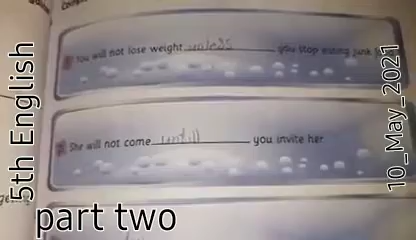 You will not lose weight unless you stop eating junk
She will not come until you invite her
5th English
part two
10_May_2021